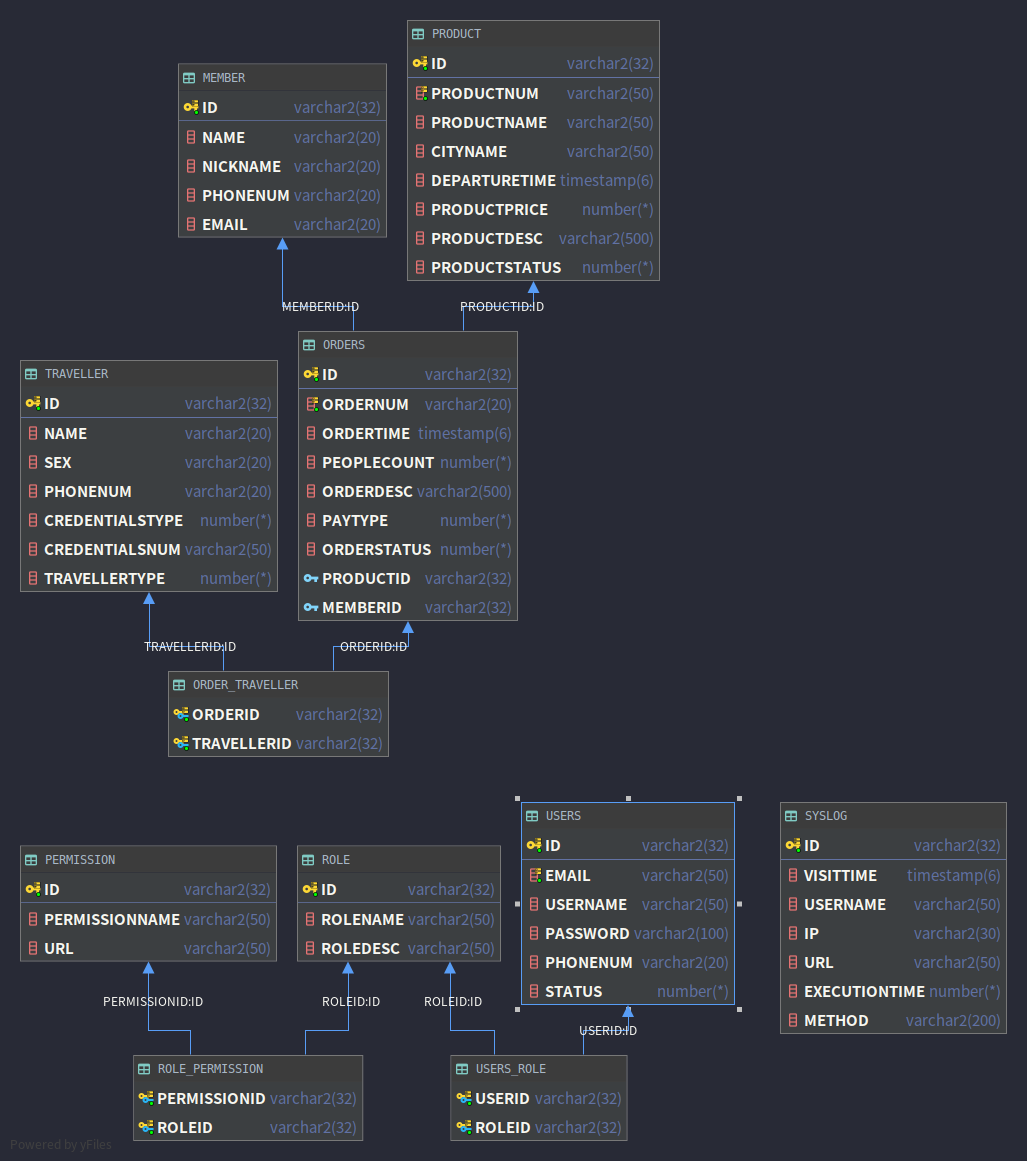 PRODUCT
ID varchar2(32)
PRODUCTNUM varchar2(50)
PRODUCTNAME varchar2(50)
CITYNAME varchar2(50)
DEPARTURETIME timestamp(6)
PRODUCTPRICE number(*)
PRODUCTDESC varchar2(500)
PRODUCTSTATUS number(*)
MEMBER
ID varchar2(32)
NAME varchar2(20)
NICKNAME varchar2(20)
PHONENUM varchar2(20)
EMAIL varchar2(20)
MEMBERID:ID
PRODUCTID:ID
ORDERS
ID varchar2(32)
ORDERNUM varchar2(20)
ORDERTIME timestamp(6)
PEOPLECOUNT number(*)
ORDERDESC varchar2(500)
PAYTYPE number(*)
ORDERSTATUS number(*)
PRODUCTID varchar2(32)
MEMBERID varchar2(32)
TRAVELLER
ID varchar2(32)
NAME varchar2(20)
SEX varchar2(20)
PHONENUM varchar2(20)
CREDENTIALSTYPE number(*)
CREDENTIALSNUM varchar2(50)
TRAVELLERTYPE number(*)
TRAVELLERID:ID
ORDERID:ID
ORDER_TRAVELLER
ORDERID varchar2(32)
TRAVELLERID varchar2(32)
USERS
ID varchar2(32)
EMAIL varchar2(50)
USERNAME varchar2(50)
PASSWORD varchar2(100)
PHONENUM varchar2(20)
STATUS number(*)
SYSLOG
ID varchar2(32)
VISITTIME timestamp(6)
USERNAME varchar2(50)
IP varchar2(30)
URL varchar2(50)
EXECUTIONTIME number(*)
METHOD varchar2(200)
PERMISSION
ID varchar2(32)
PERMISSIONNAME varchar2(50)
URL varchar2(50)
ROLE
ID varchar2(32)
ROLENAME varchar2(50)
ROLEDESC varchar2(50)
PERMISSIONID:ID
ROLEID:ID
ROLEID:ID
USERID:ID
ROLE_PERMISSION
PERMISSIONID varchar2(32)
ROLEID varchar2(32)
USERS_ROLE
USERID varchar2(32)
ROLEID varchar2(32)
Powered by yFiles